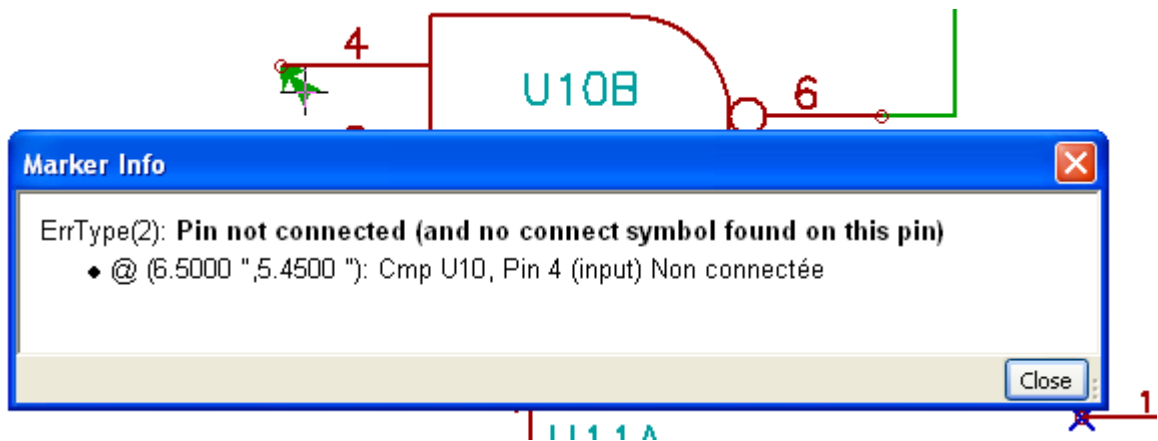 4
U10B
6
Marker Info
ErrType(2): Pin not connected (and no connect symbol found on this pin)
@ (6.5000 ",5.4500 "): Cmp U10, Pin 4 (input) Non connectée
Close
1
U11A